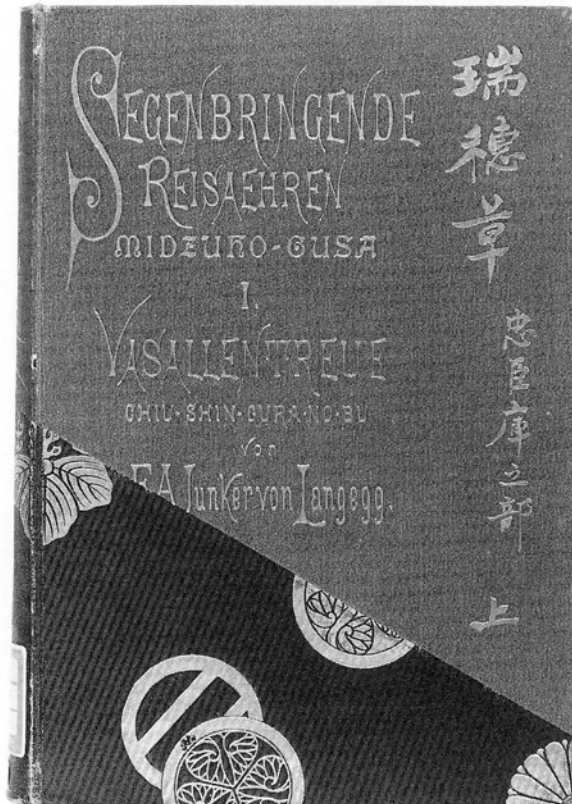 SEGENBRINGENDE
REISAEHREN
MIDZUHO-GUSA
I.
VASALLENTREUE
CHIU-SHIN-GURA-NO-BU
von
F.A. Junker von Langegg.
瑞穂草
忠臣庫之部 上